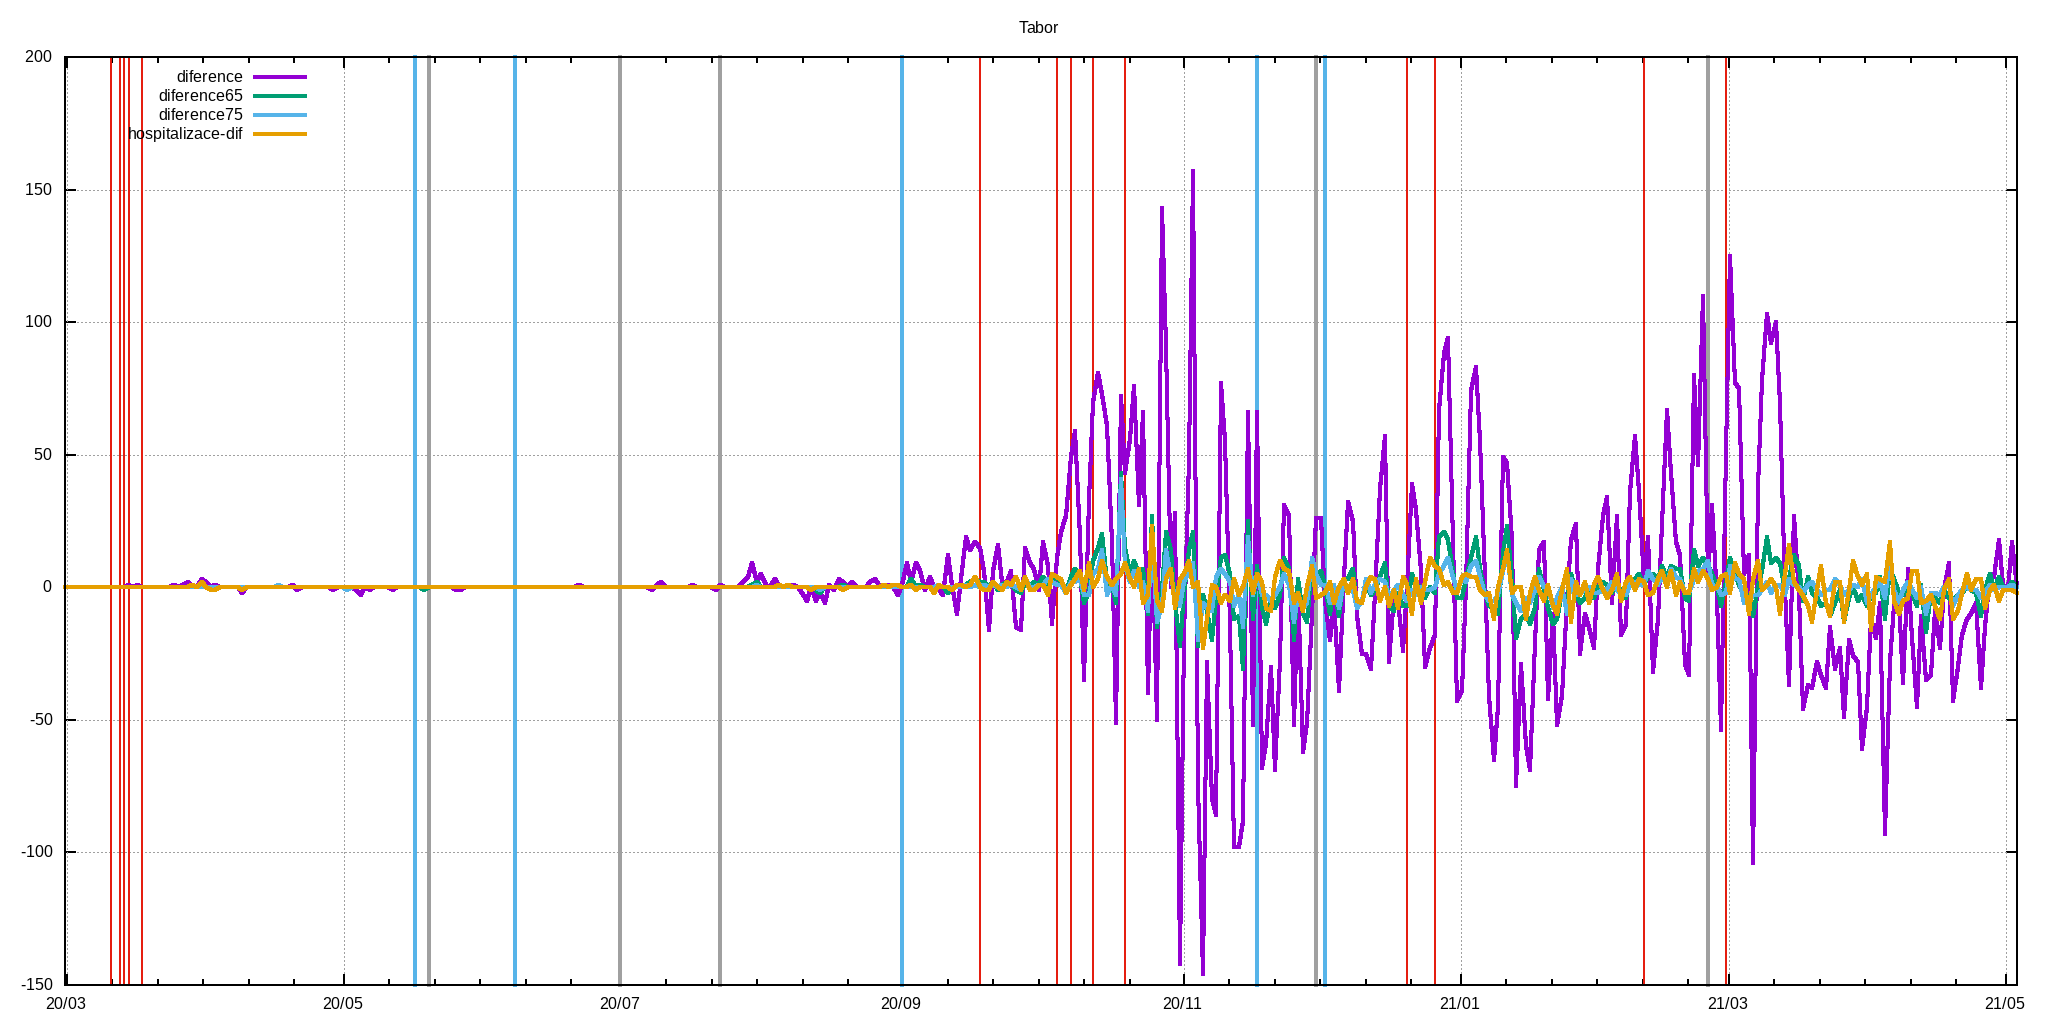 Tabor
200
diference
diference65
diference75
hospitalizace-dif
150
100
50
0
-50
-100
-150
20/03 20/05 20/07 20/09 20/11 21/01 21/03 21/05